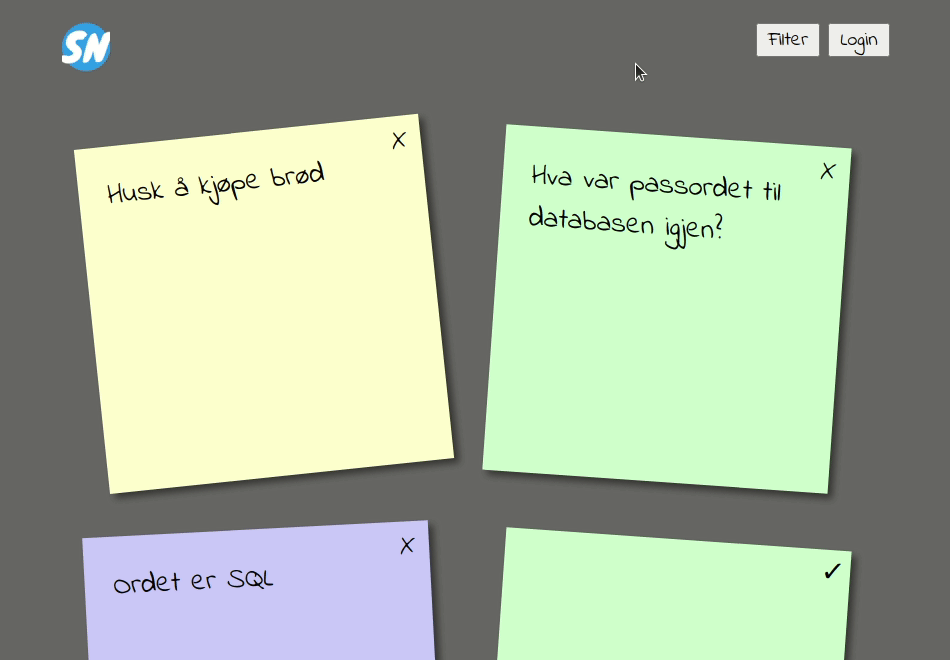 SN
Filter
Login
X
Husk å kjøpe brød
X
Hva var passordet til
databasen igjen?
X
ordet er SQL
✓